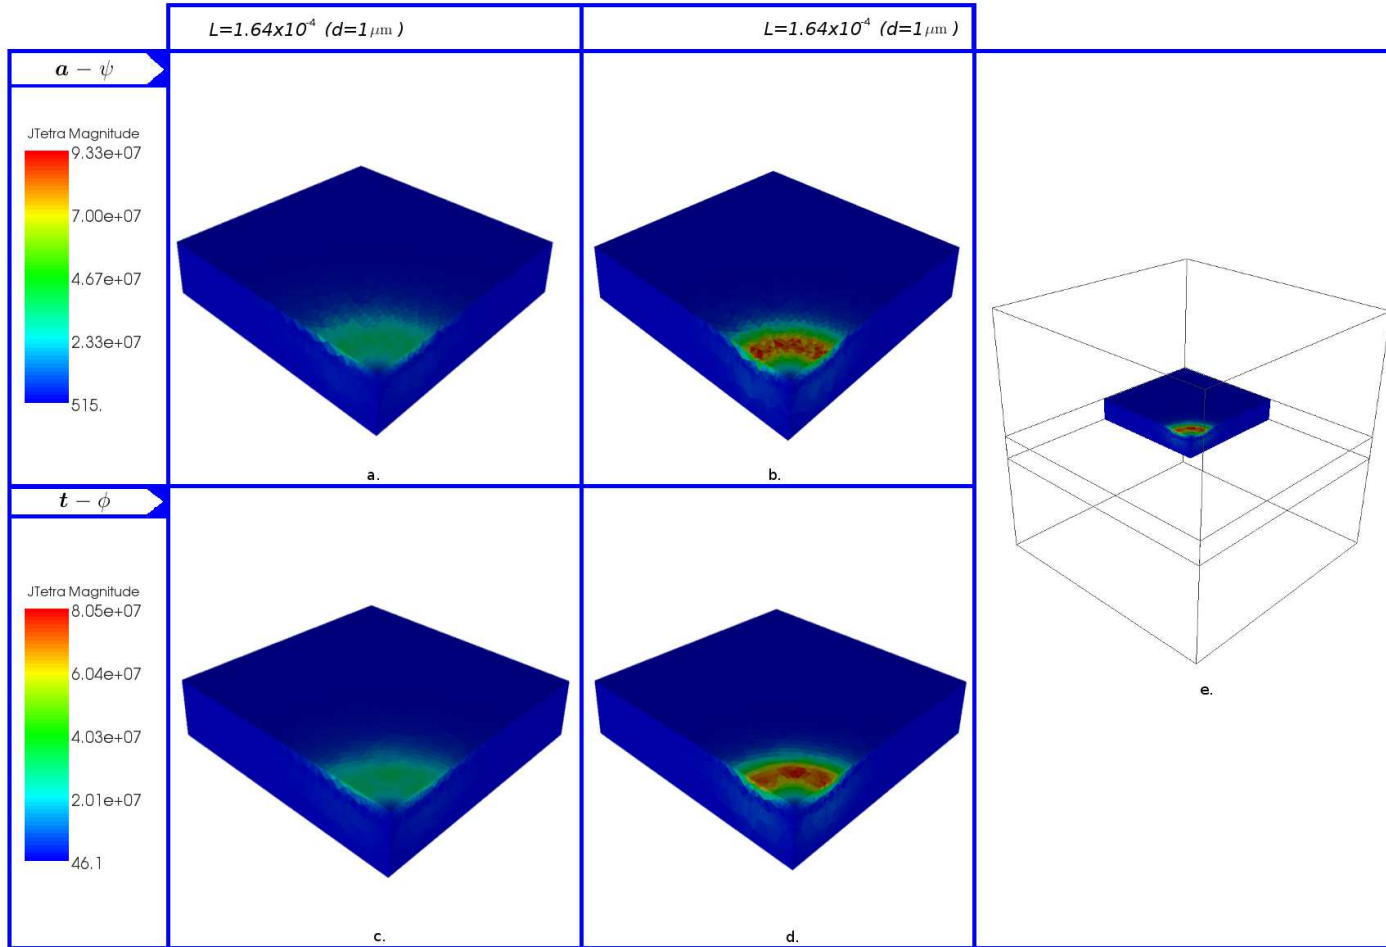 L=1.64x10⁻⁴ (d=1μm)
L=1.64x10⁻⁴ (d=1μm)
a − ψ
JTetra Magnitude
9.33e+07
7.00e+07
4.67e+07
2.33e+07
515.
a.
b.
t − ϕ
JTetra Magnitude
8.05e+07
6.04e+07
4.03e+07
2.01e+07
46.1
c.
d.
e.